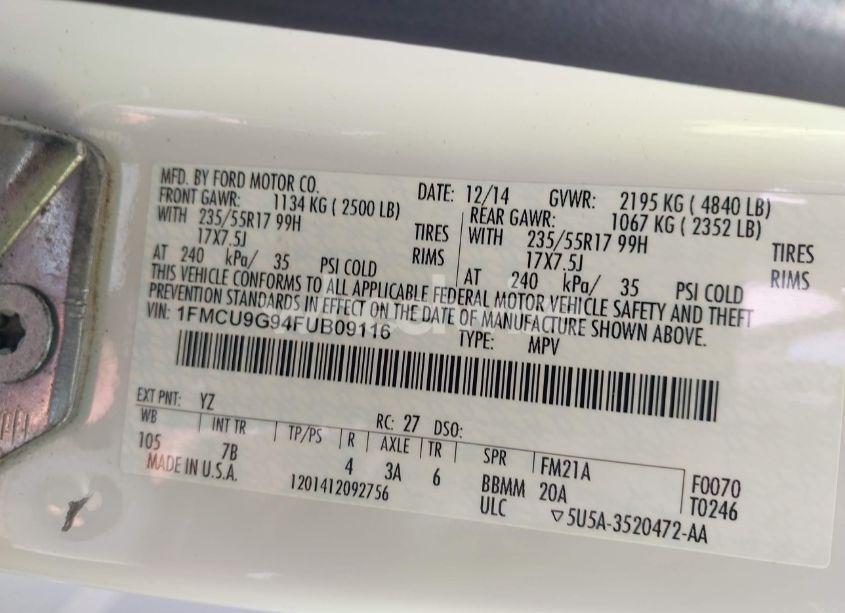 MFD. BY FORD MOTOR CO. DATE: 12/14 GVWR: 2195 KG ( 4840 LB)
FRONT GAWR: 1134 KG ( 2500 LB) REAR GAWR: 1067 KG ( 2352 LB)
WITH 235/55R17 99H TIRES WITH 235/55R17 99H TIRES
17X7.5J RIMS 17X7.5J RIMS
AT 240 kPa/ 35 PSI COLD AT 240 kPa/ 35 PSI COLD
THIS VEHICLE CONFORMS TO ALL APPLICABLE FEDERAL MOTOR VEHICLE SAFETY AND THEFT
PREVENTION STANDARDS IN EFFECT ON THE DATE OF MANUFACTURE SHOWN ABOVE.
VIN: 1FMCU9G94FUB09116 TYPE: MPV
EXT PNT: YZ RC: 27 DSO:
WB INT TR TP/PS R AXLE TR SPR FM21A F0070
105 7B 4 3A 6 BBMM 20A T0246
MADE IN U.S.A. 1201412092756 ULC ▽5U5A-3520472-AA